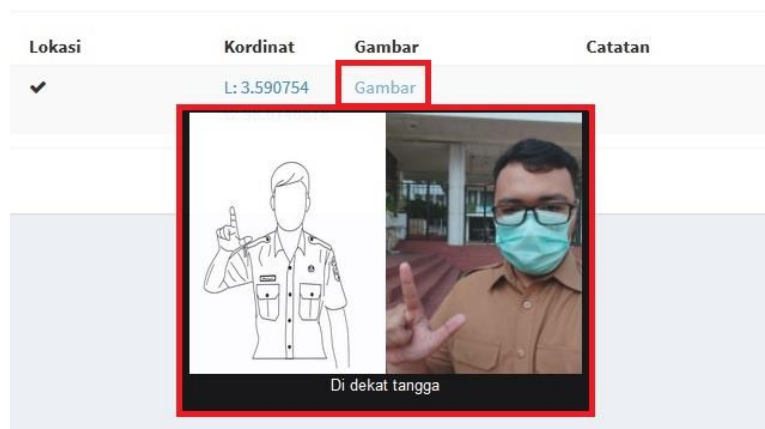 Lokasi Kordinat Gambar Catatan
✔ L: 3.590754 Gambar
Di dekat tangga